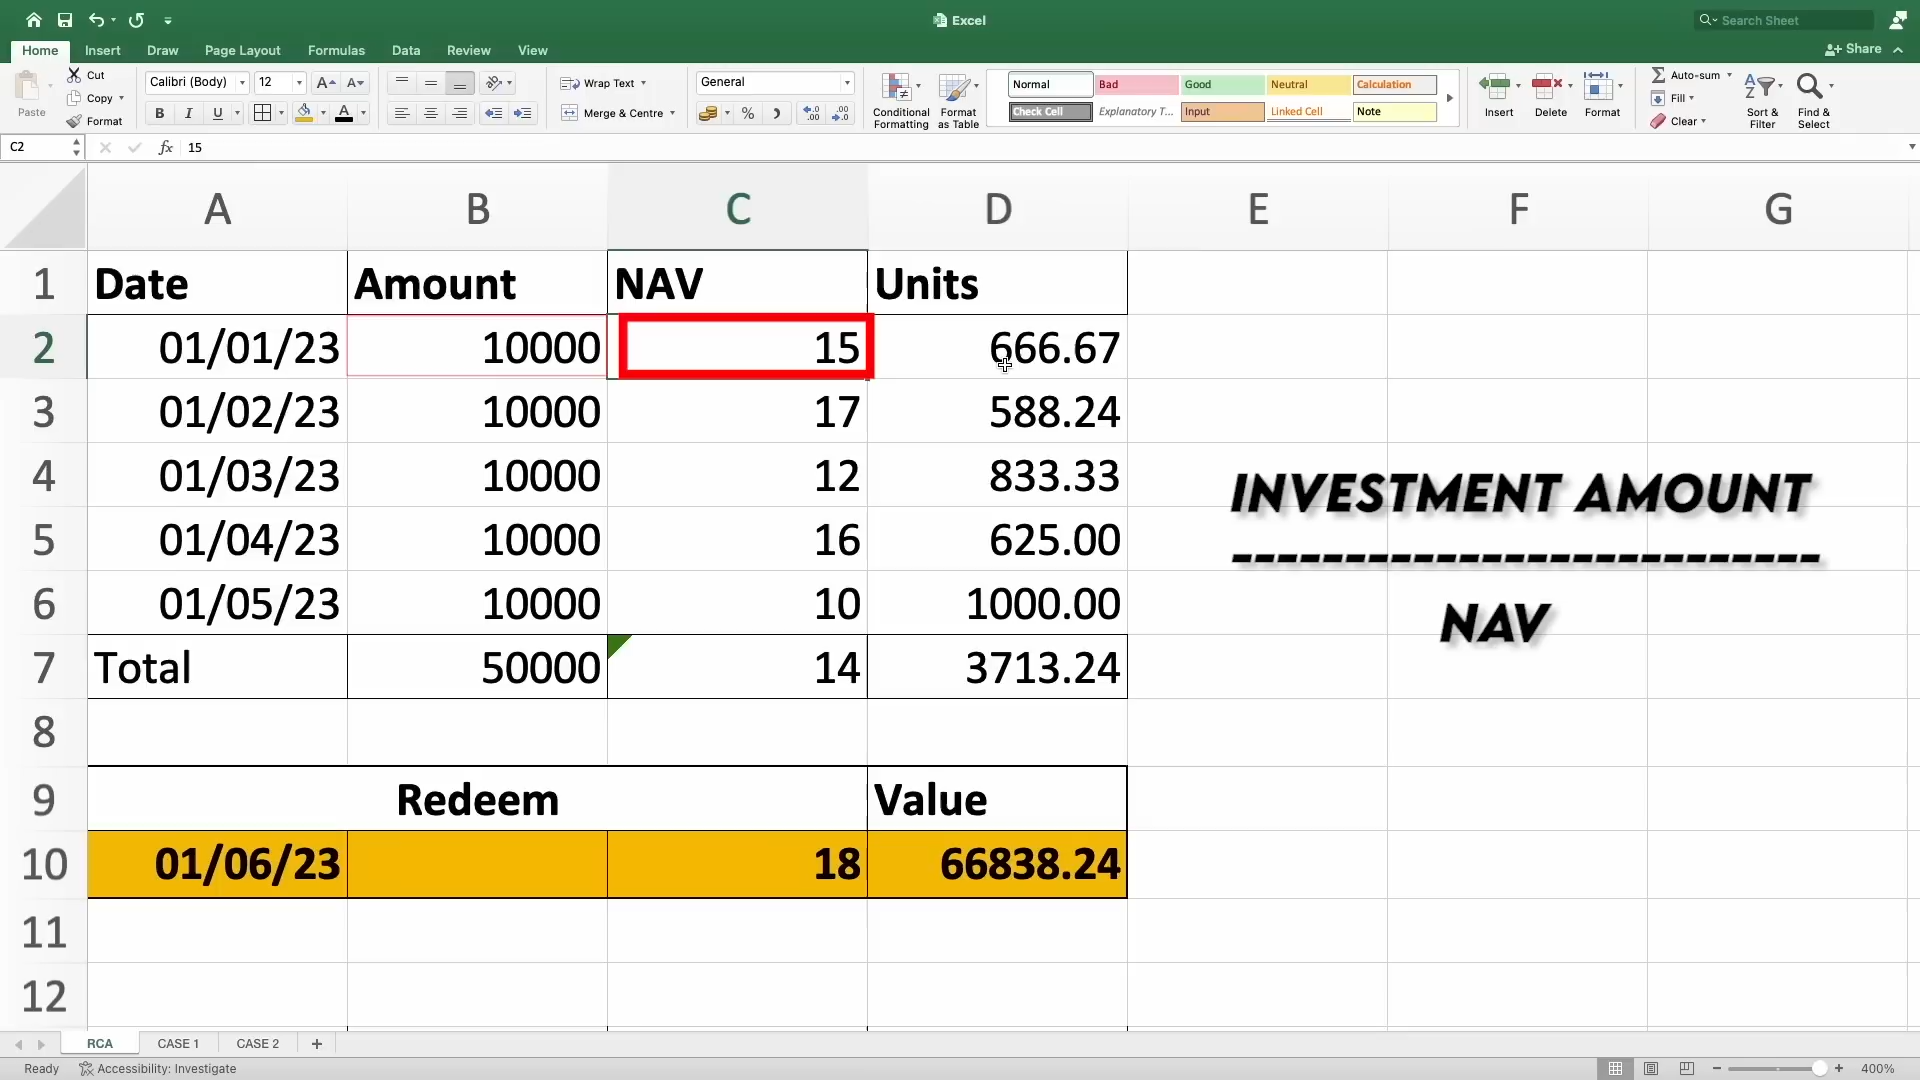 Excel
Search Sheet
Home Insert Draw Page Layout Formulas Data Review View
Share
Paste
Cut
Copy
Format
Calibri (Body) 12
B I U
Wrap Text
Merge & Centre
General
Conditional Formatting
Format as Table
Normal Bad Good Neutral Calculation
Check Cell Explanatory T... Input Linked Cell Note
Insert Delete Format
Auto-sum
Fill
Clear
Sort & Filter
Find & Select
C2 fx 15
A B C D E F G
1 Date Amount NAV Units
2 01/01/23 10000 15 666.67
3 01/02/23 10000 17 588.24
4 01/03/23 10000 12 833.33
5 01/04/23 10000 16 625.00
6 01/05/23 10000 10 1000.00
7 Total 50000 14 3713.24
8
9 Redeem Value
10 01/06/23 18 66838.24
11
12
INVESTMENT AMOUNT
--------------------------
NAV
RCA CASE 1 CASE 2 +
Ready Accessibility: Investigate
400%